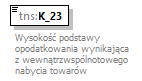 tns:K_23
Wysokość podstawy
opodatkowania wynikająca
z wewnątrzwspólnotowego
nabycia towarów